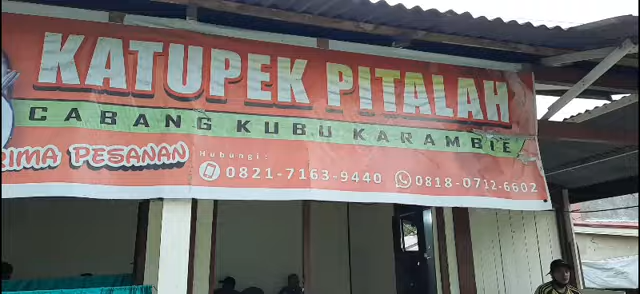 KATUPEK PITALAH
CABANG KUBU KARAMBIE
RIMA PESANAN
Hubungi :
0821-7163-9440 0818-0712-6602